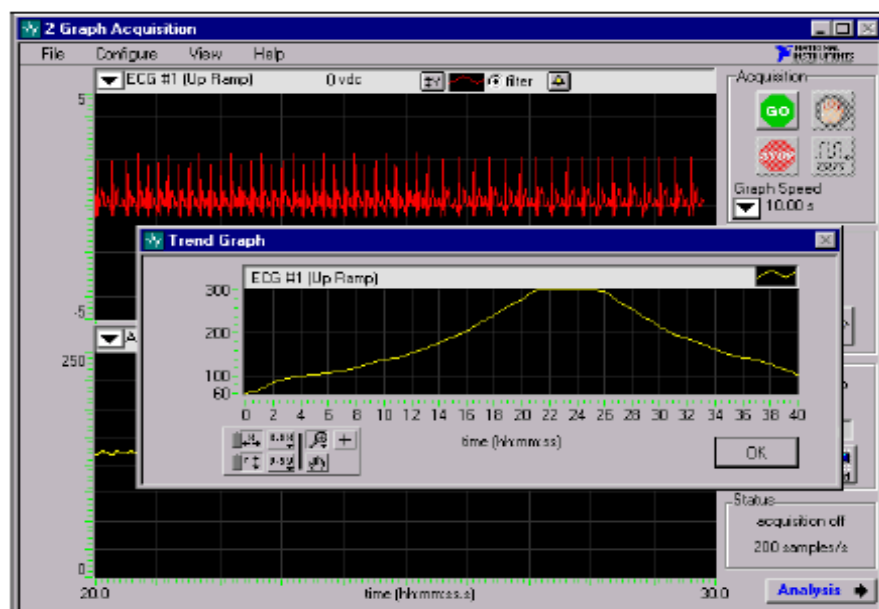 2 Graph Acquisition
File Configure View Help
NATIONAL INSTRUMENTS
ECG #1 (Up Ramp) 0 vdc filter
5
-5
Acquisition
GO
STOP
Graph Speed
10.00 s
Trend Graph
ECG #1 (Up Ramp)
300
200
100
60
0 2 4 6 8 10 12 14 16 18 20 22 24 26 28 30 32 34 36 38 40
time (hh:mm:ss)
OK
A
250
0
20.0 time (hh:mm:ss.s) 30.0
Status
acquisition off
200 samples/s
Analysis